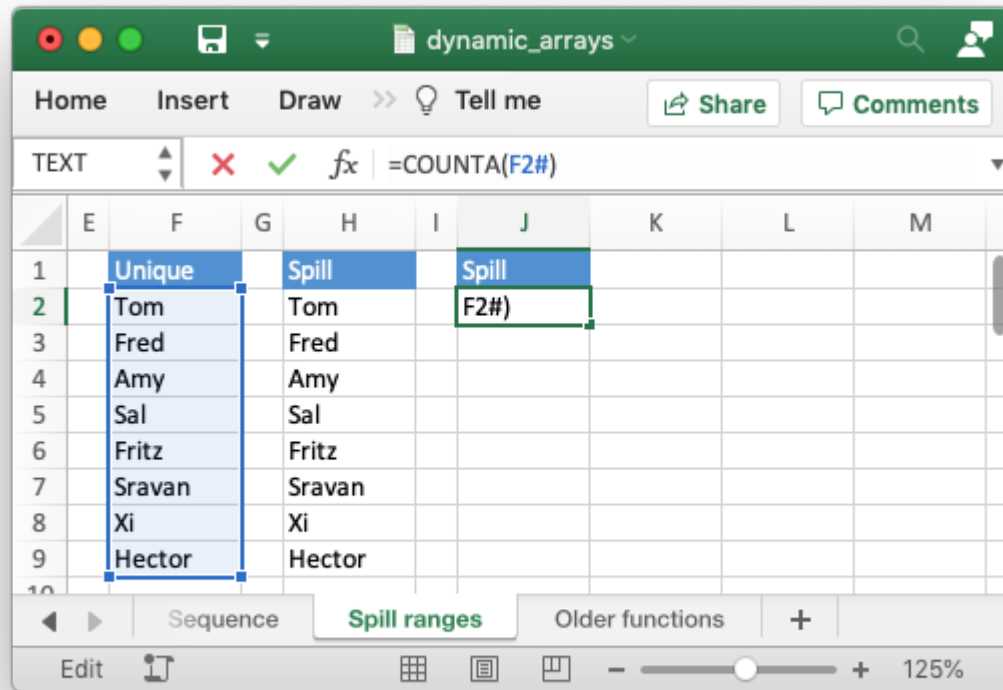 dynamic_arrays
Home Insert Draw >> Tell me Share Comments
TEXT fx =COUNTA(F2#)
E F G H I J K L M
1 Unique Spill Spill
2 Tom Tom F2#)
3 Fred Fred
4 Amy Amy
5 Sal Sal
6 Fritz Fritz
7 Sravan Sravan
8 Xi Xi
9 Hector Hector
10
Sequence Spill ranges Older functions +
Edit − + 125%